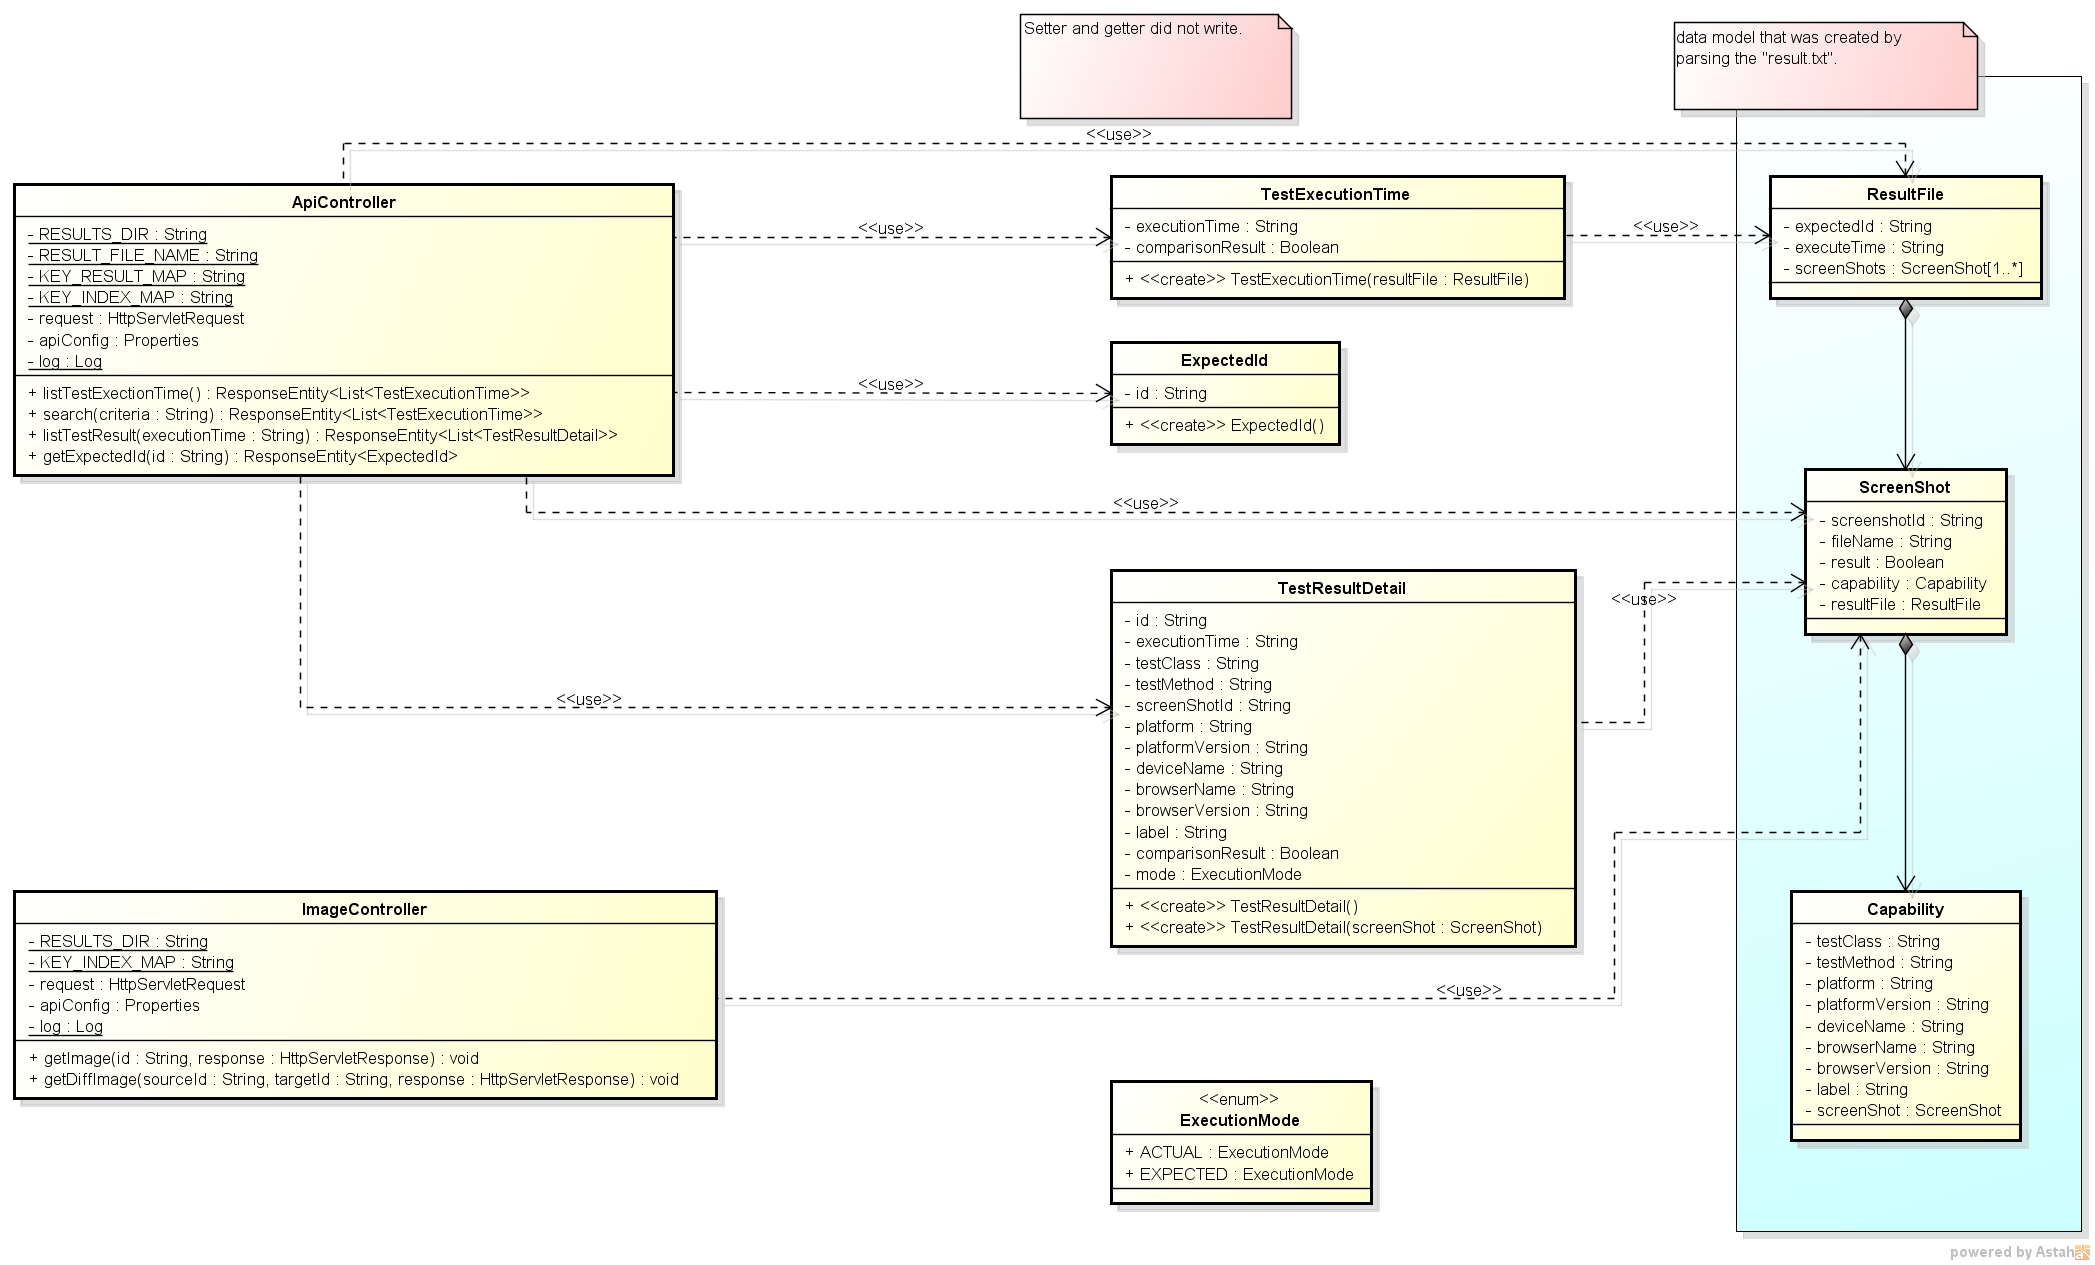 Setter and getter did not write.
data model that was created by
parsing the "result.txt".
<<use>>
ApiController
- RESULTS_DIR : String
- RESULT_FILE_NAME : String
- KEY_RESULT_MAP : String
- KEY_INDEX_MAP : String
- request : HttpServletRequest
- apiConfig : Properties
- log : Log
+ listTestExectionTime() : ResponseEntity<List<TestExecutionTime>>
+ search(criteria : String) : ResponseEntity<List<TestExecutionTime>>
+ listTestResult(executionTime : String) : ResponseEntity<List<TestResultDetail>>
+ getExpectedId(id : String) : ResponseEntity<ExpectedId>
<<use>>
TestExecutionTime
- executionTime : String
- comparisonResult : Boolean
+ <<create>> TestExecutionTime(resultFile : ResultFile)
<<use>>
ResultFile
- expectedId : String
- executeTime : String
- screenShots : ScreenShot[1..*]
<<use>>
ExpectedId
- id : String
+ <<create>> ExpectedId()
<<use>>
ScreenShot
- screenshotId : String
- fileName : String
- result : Boolean
- capability : Capability
- resultFile : ResultFile
<<use>>
<<use>>
TestResultDetail
- id : String
- executionTime : String
- testClass : String
- testMethod : String
- screenShotId : String
- platform : String
- platformVersion : String
- deviceName : String
- browserName : String
- browserVersion : String
- label : String
- comparisonResult : Boolean
- mode : ExecutionMode
+ <<create>> TestResultDetail()
+ <<create>> TestResultDetail(screenShot : ScreenShot)
ImageController
- RESULTS_DIR : String
- KEY_INDEX_MAP : String
- request : HttpServletRequest
- apiConfig : Properties
- log : Log
+ getImage(id : String, response : HttpServletResponse) : void
+ getDiffImage(sourceId : String, targetId : String, response : HttpServletResponse) : void
<<use>>
Capability
- testClass : String
- testMethod : String
- platform : String
- platformVersion : String
- deviceName : String
- browserName : String
- browserVersion : String
- label : String
- screenShot : ScreenShot
<<enum>>
ExecutionMode
+ ACTUAL : ExecutionMode
+ EXPECTED : ExecutionMode
powered by Astah